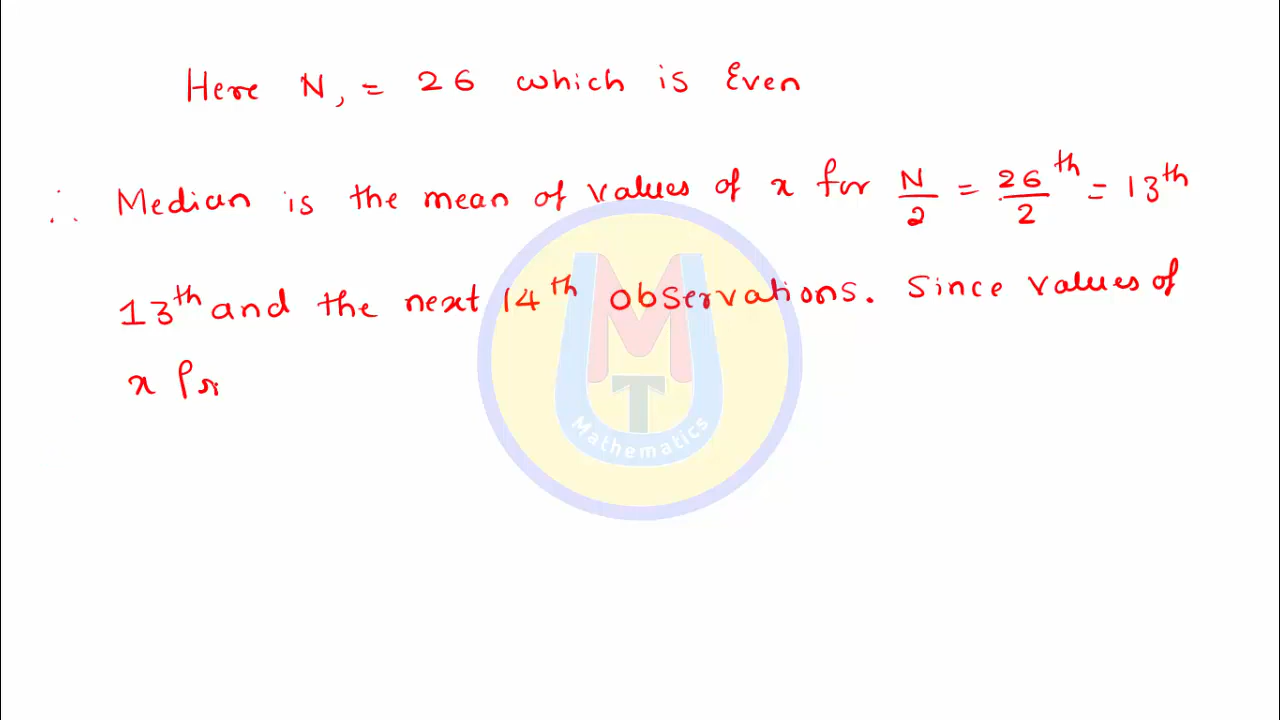 Here N, = 26 which is Even
∴ Median is the mean of values of x for N/2 = 26/2 th = 13th
13th and the next 14th observations. Since values of
x
M
U
T
Mathematics